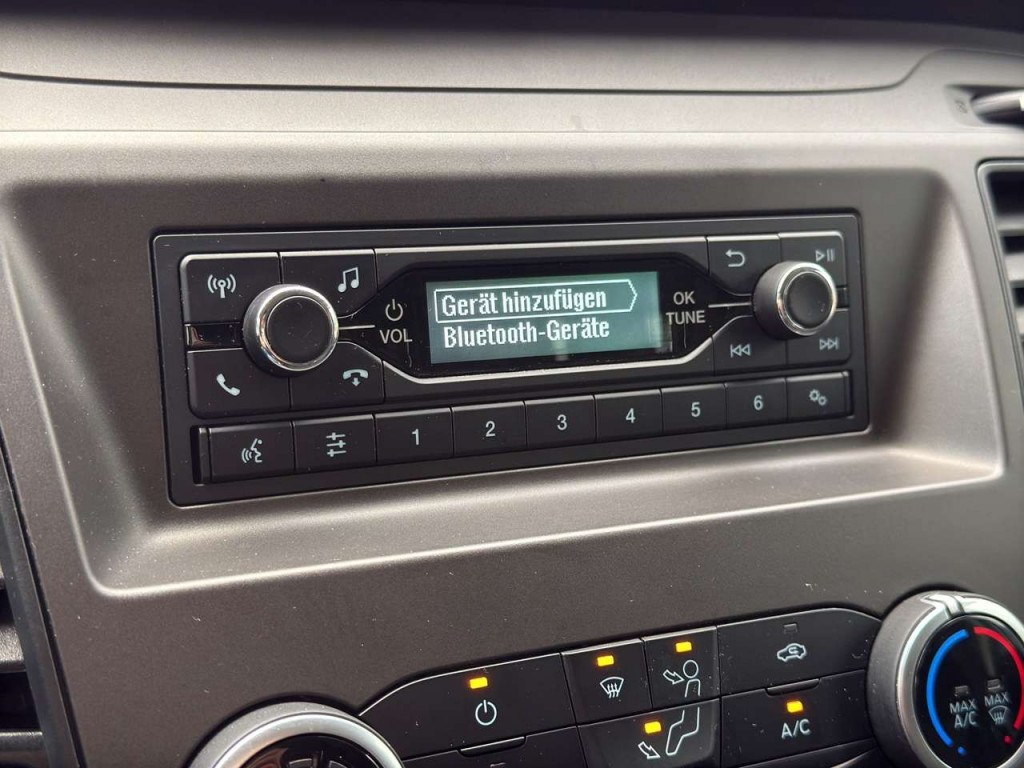 Gerät hinzufügen
Bluetooth-Geräte
VOL
OK
TUNE
1 2 3 4 5 6
A/C
MAX
A/C
MAX